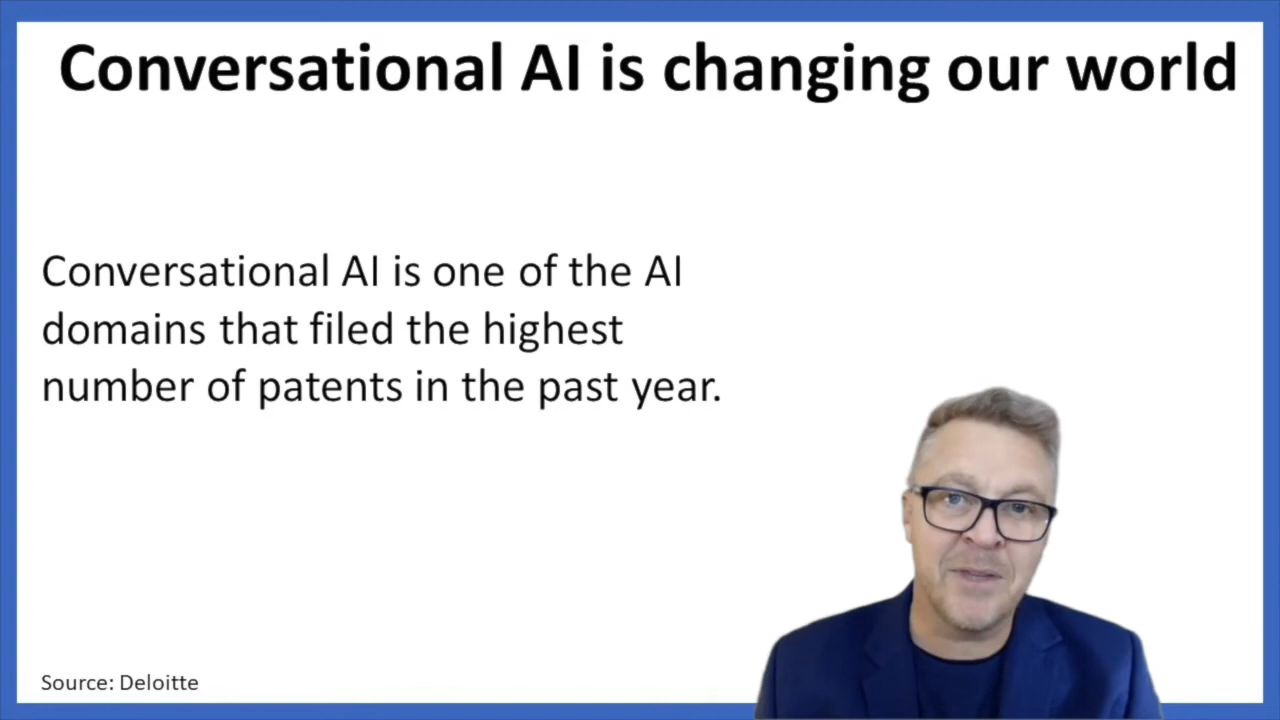 Conversational AI is changing our world
Conversational AI is one of the AI
domains that filed the highest
number of patents in the past year.
Source: Deloitte